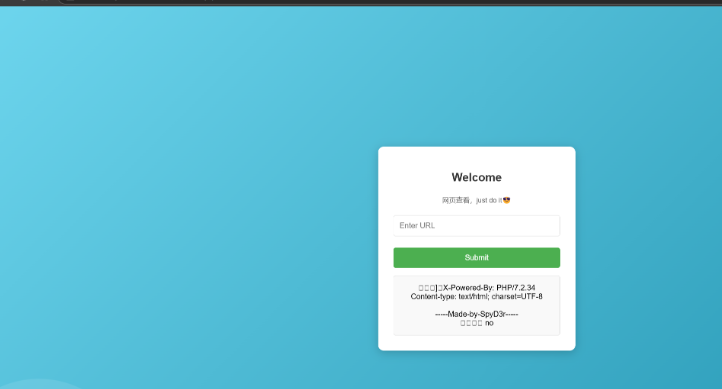 Welcome
网页查看，just do it😎
Enter URL
Submit
□□□]□X-Powered-By: PHP/7.2.34
Content-type: text/html; charset=UTF-8
-----Made-by-SpyD3r-----
□□□□ no